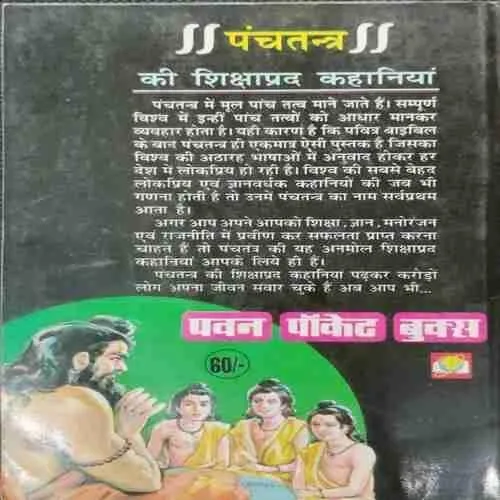 पंचतन्त्र
की शिक्षाप्रद कहानियां
पंचतन्त्र में मूल पांच तत्व माने जाते हैं। सम्पूर्ण
विश्व में इन्हीं पांच तत्वों को आधार मानकर
व्यवहार होता है। यही कारण है कि पवित्र बाइबिल
के बाद पंचतन्त्र ही एकमात्र ऐसी पुस्तक है जिसका
विश्व की अठारह भाषाओं में अनुवाद होकर हर
देश में लोकप्रिय हो रही है। विश्व की सबसे बेहद
लोकप्रिय एवं ज्ञानवर्धक कहानियों की जब भी
गणना होती है तो उनमें पंचतन्त्र का नाम सर्वप्रथम
आता है।
अगर आप अपने आपको शिक्षा, ज्ञान, मनोरंजन
एवं राजनीति में प्रवीण कर सफलता प्राप्त करना
चाहते हैं तो पंचतंत्र की यह अनमोल शिक्षाप्रद
कहानियां आपके लिये ही हैं।
पंचतन्त्र की शिक्षाप्रद कहानियां पढ़कर करोड़ों
लोग अपना जीवन संवार चुके हैं अब आप भी...
पवन पॉकेट बुक्स
60/-